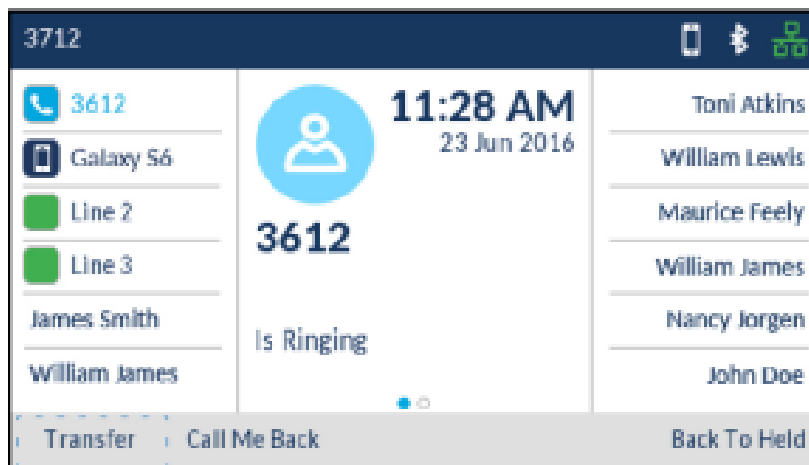 3712
3612
Galaxy S6
Line 2
Line 3
James Smith
William James
11:28 AM
23 Jun 2016
3612
Is Ringing
Toni Atkins
William Lewis
Maurice Feely
William James
Nancy Jorgen
John Doe
Transfer
Call Me Back
Back To Held